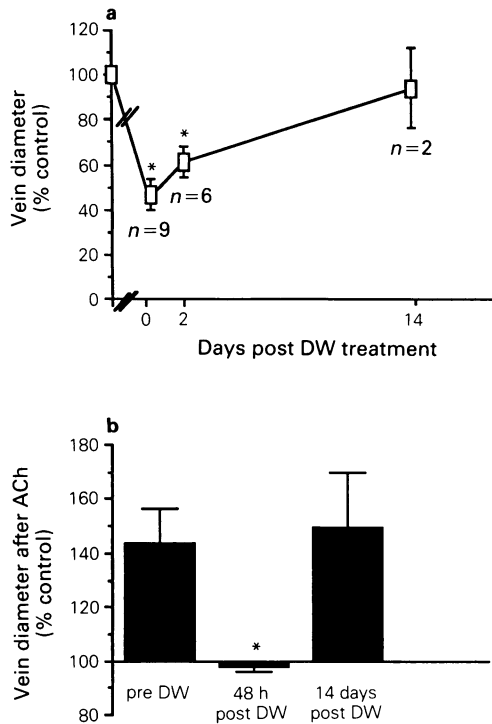 a
120
100
80
60
40
20
0
Vein diameter
(% control)
*
*
n=9
n=6
n=2
0
2
14
Days post DW treatment
b
180
160
140
120
100
80
Vein diameter after ACh
(% control)
*
pre DW
48 h
post DW
14 days
post DW